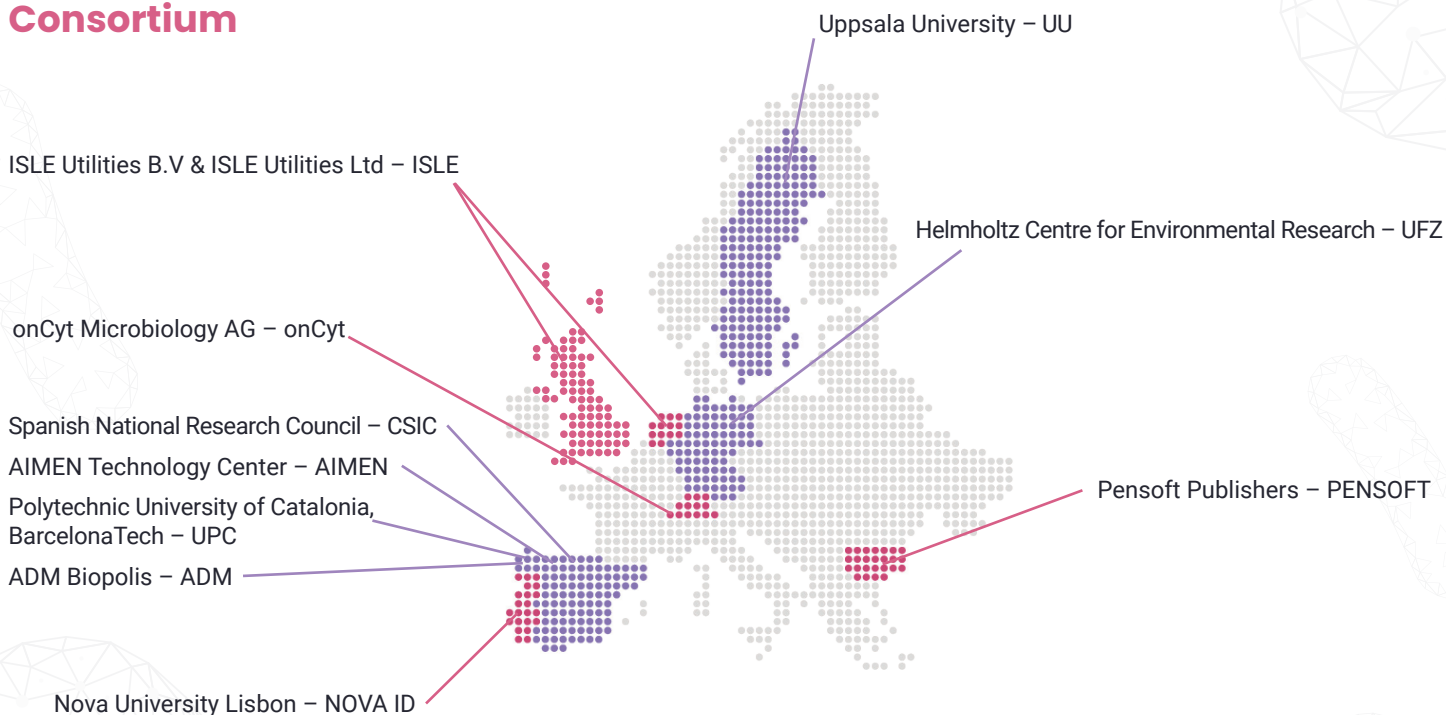 Consortium
Uppsala University – UU
ISLE Utilities B.V & ISLE Utilities Ltd – ISLE
Helmholtz Centre for Environmental Research – UFZ
onCyt Microbiology AG – onCyt
Spanish National Research Council – CSIC
AIMEN Technology Center – AIMEN
Polytechnic University of Catalonia,
BarcelonaTech – UPC
ADM Biopolis – ADM
Pensoft Publishers – PENSOFT
Nova University Lisbon – NOVA ID